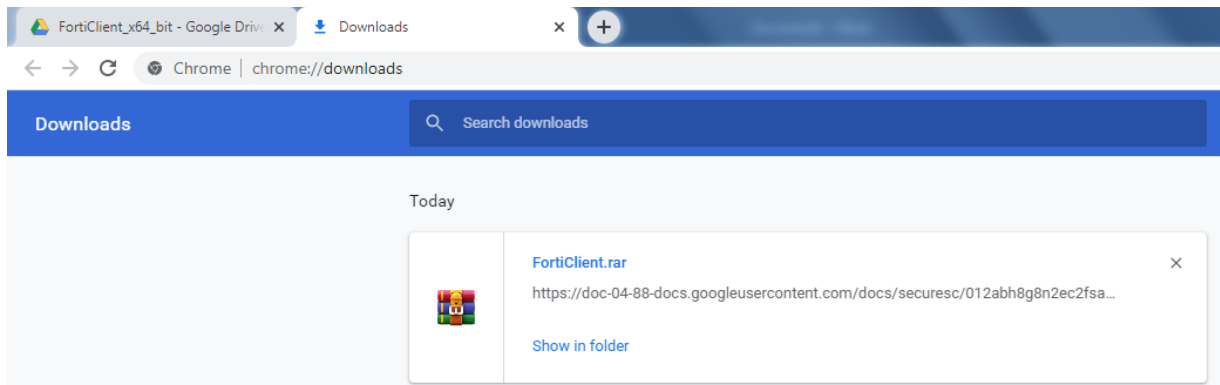 FortiClient_x64_bit - Google Drive
Downloads
Chrome | chrome://downloads
Downloads
Search downloads
Today
FortiClient.rar
https://doc-04-88-docs.googleusercontent.com/docs/securesc/012abh8g8n2ec2fsa...
Show in folder